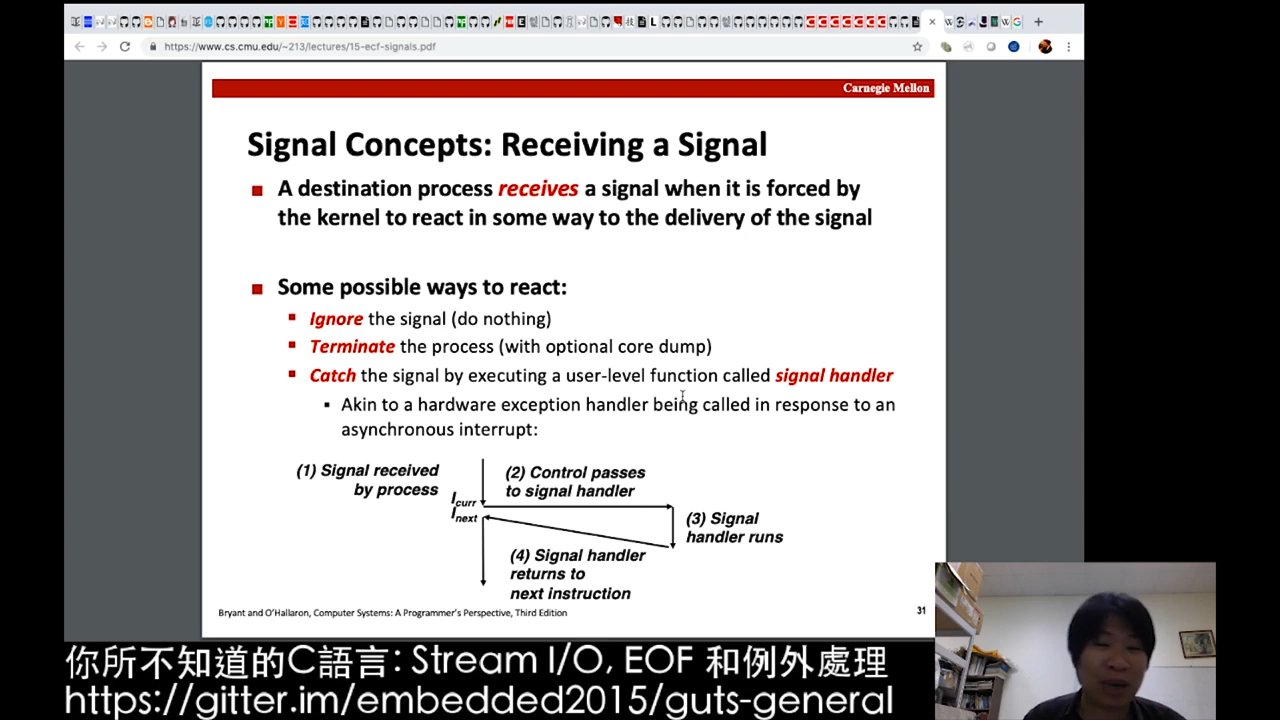 https://www.cs.cmu.edu/~213/lectures/15-ecf-signals.pdf
Carnegie Mellon
Signal Concepts: Receiving a Signal
A destination process receives a signal when it is forced by
the kernel to react in some way to the delivery of the signal
Some possible ways to react:
Ignore the signal (do nothing)
Terminate the process (with optional core dump)
Catch the signal by executing a user-level function called signal handler
Akin to a hardware exception handler being called in response to an
asynchronous interrupt:
(1) Signal received
by process
Icurr
Inext
(2) Control passes
to signal handler
(3) Signal
handler runs
(4) Signal handler
returns to
next instruction
Bryant and O'Hallaron, Computer Systems: A Programmer's Perspective, Third Edition
31
你所不知道的C語言: Stream I/O, EOF 和例外處理
https://gitter.im/embedded2015/guts-general